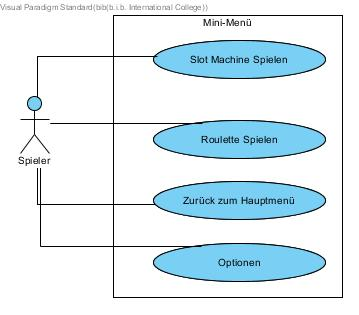 Visual Paradigm Standard(bib(b.i.b. International College))
Mini-Menü
Slot Machine Spielen
Roulette Spielen
Spieler
Zurück zum Hauptmenü
Optionen